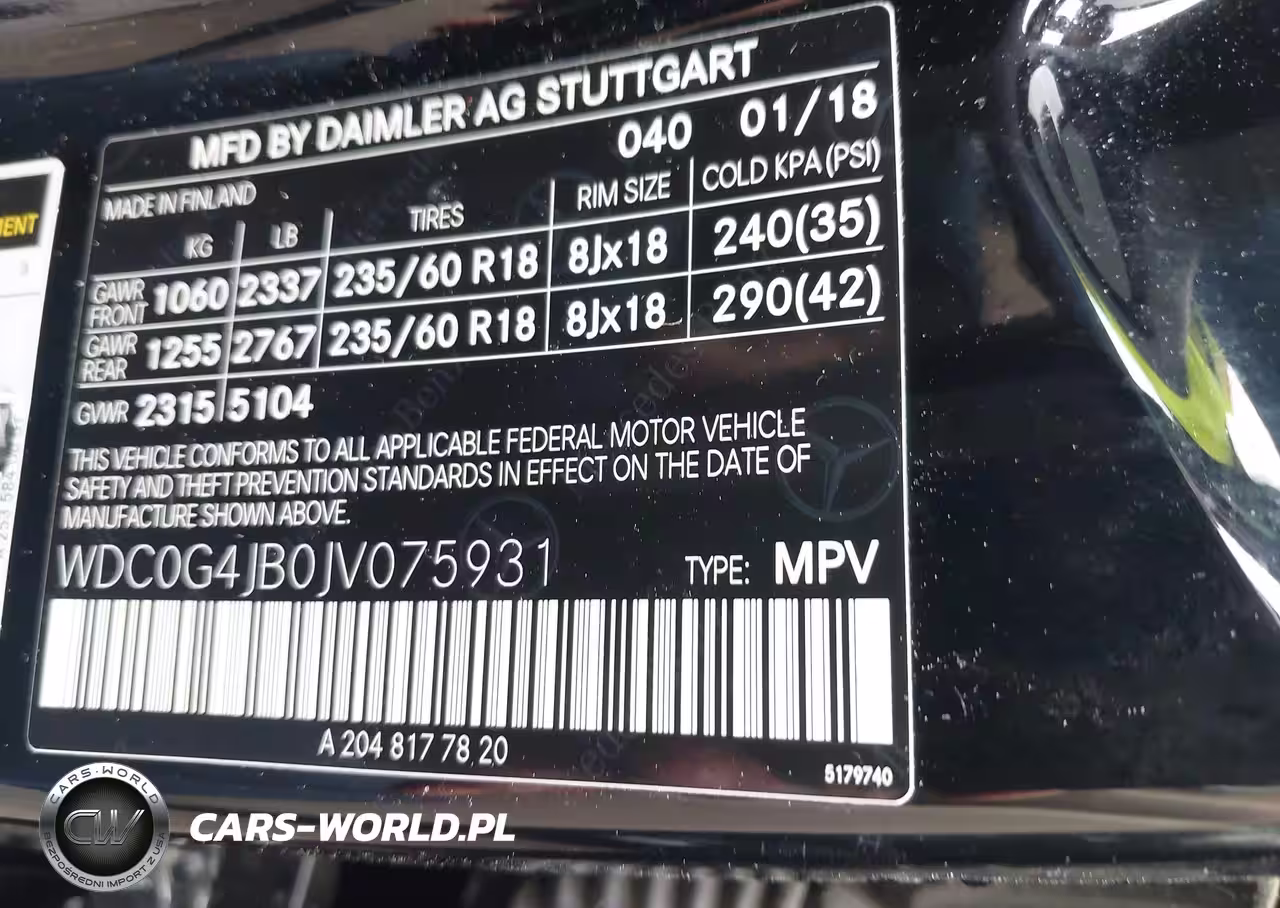 MFD BY DAIMLER AG STUTTGART
040 01/18
MADE IN FINLAND
KG LB TIRES RIM SIZE COLD KPA (PSI)
GAWR FRONT 1060 2337 235/60 R18 8Jx18 240(35)
GAWR REAR 1255 2767 235/60 R18 8Jx18 290(42)
GVWR 2315 5104
THIS VEHICLE CONFORMS TO ALL APPLICABLE FEDERAL MOTOR VEHICLE
SAFETY AND THEFT PREVENTION STANDARDS IN EFFECT ON THE DATE OF
MANUFACTURE SHOWN ABOVE.
WDC0G4JB0JV075931 TYPE: MPV
A 204 817 78 20
5179740
CARS-WORLD
CW
BEZPOŚREDNI IMPORT Z USA
CARS-WORLD.PL